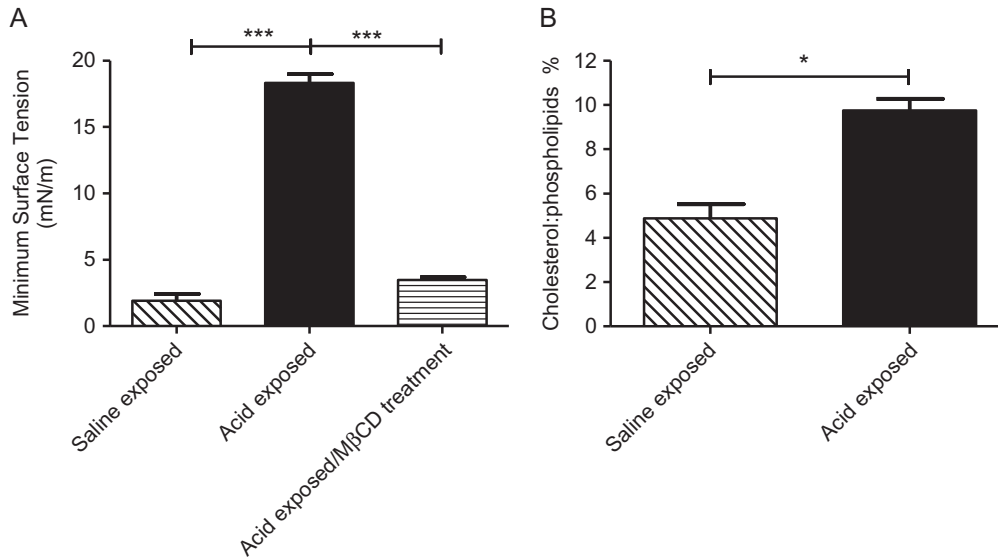 A
Minimum Surface Tension
(mN/m)
20
15
10
5
0
***
***
Saline exposed
Acid exposed
Acid exposed/MβCD treatment
B
Cholesterol:phospholipids %
12
10
8
6
4
2
0
*
Saline exposed
Acid exposed